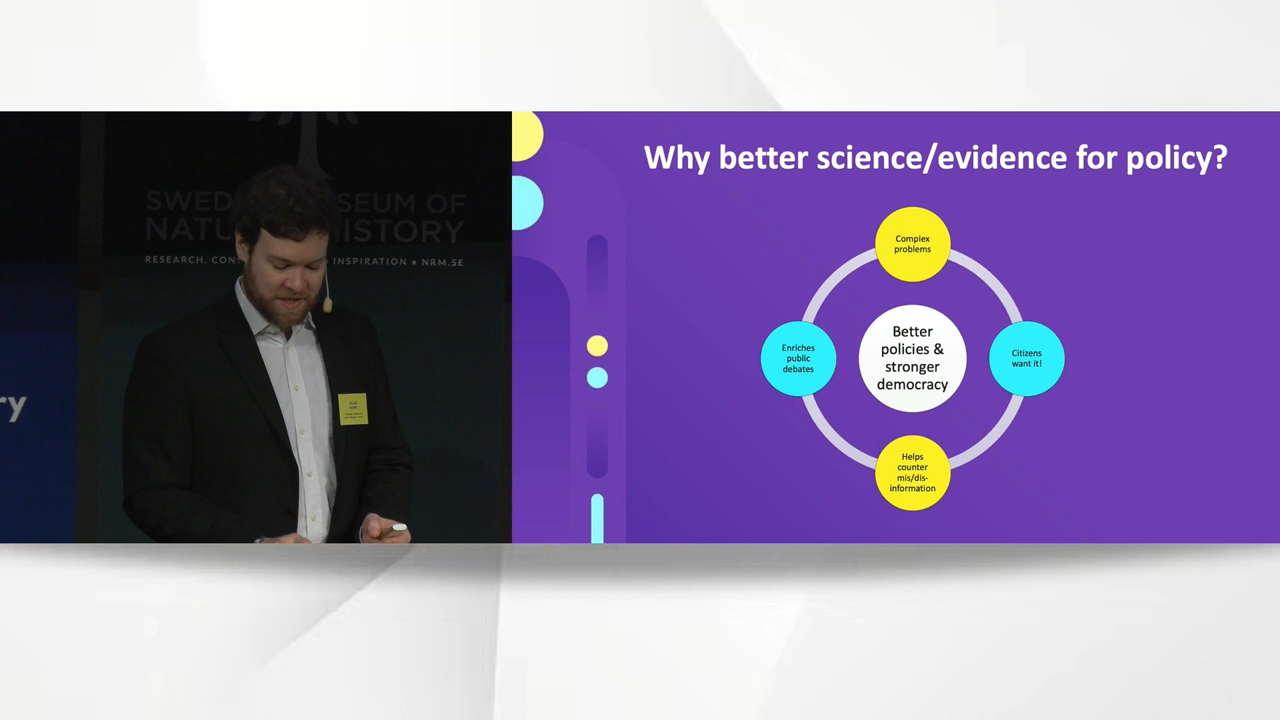 SWED SEUM OF
NATU ISTORY
RESEARCH, CON INSPIRATION • NRM.SE
ry
Why better science/evidence for policy?
Complex
problems
Enriches
public
debates
Better
policies &
stronger
democracy
Citizens
want it!
Helps
counter
mis/dis-
information